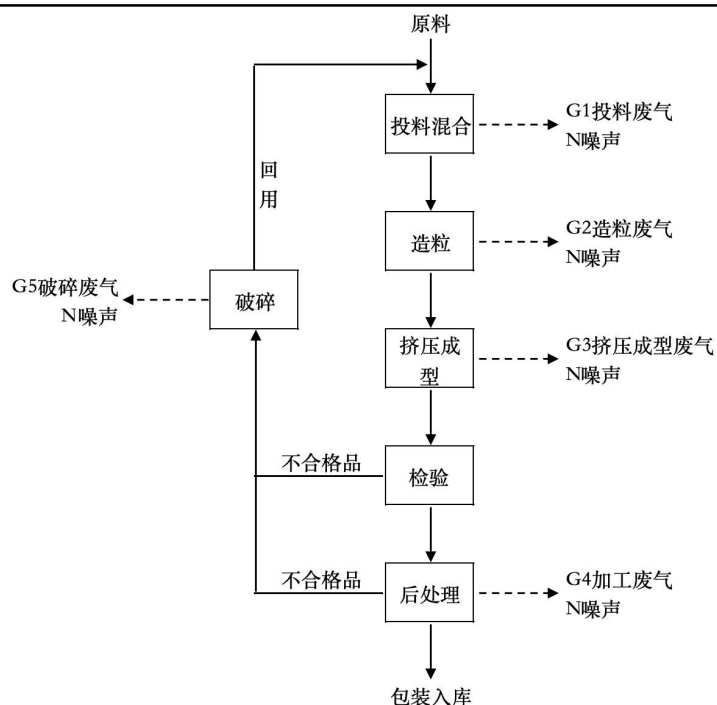 原料
投料混合
G1投料废气
N噪声
回
用
造粒
G2造粒废气
N噪声
G5破碎废气
N噪声
破碎
挤压成
型
G3挤压成型废气
N噪声
不合格品
检验
不合格品
后处理
G4加工废气
N噪声
包装入库